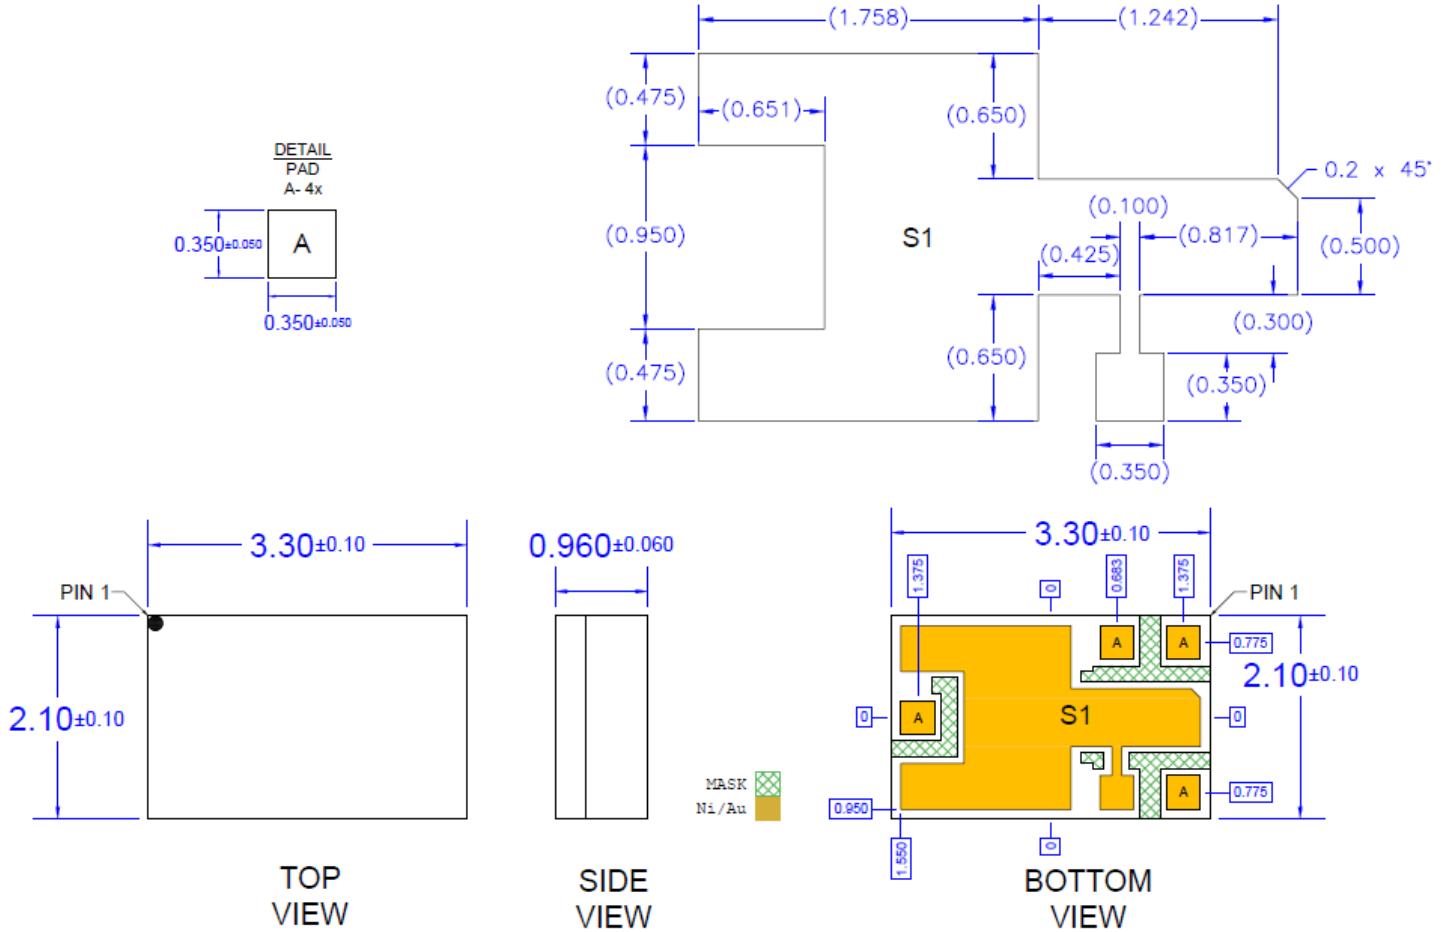 (1.758)
(1.242)
(0.475)
(0.651)
(0.650)
DETAIL
PAD
A- 4x
0.2 x 45°
(0.100)
0.350±0.050
A
(0.950)
S1
(0.425)
(0.817)
(0.500)
0.350±0.050
(0.300)
(0.475)
(0.650)
(0.350)
(0.350)
3.30±0.10
0.960±0.060
3.30±0.10
PIN 1
1.375
0
0.683
1.375
PIN 1
A
A
0.775
2.10±0.10
2.10±0.10
0
A
S1
0
MASK
Ni/Au
0.950
A
0.775
1.550
0
TOP
VIEW
SIDE
VIEW
BOTTOM
VIEW